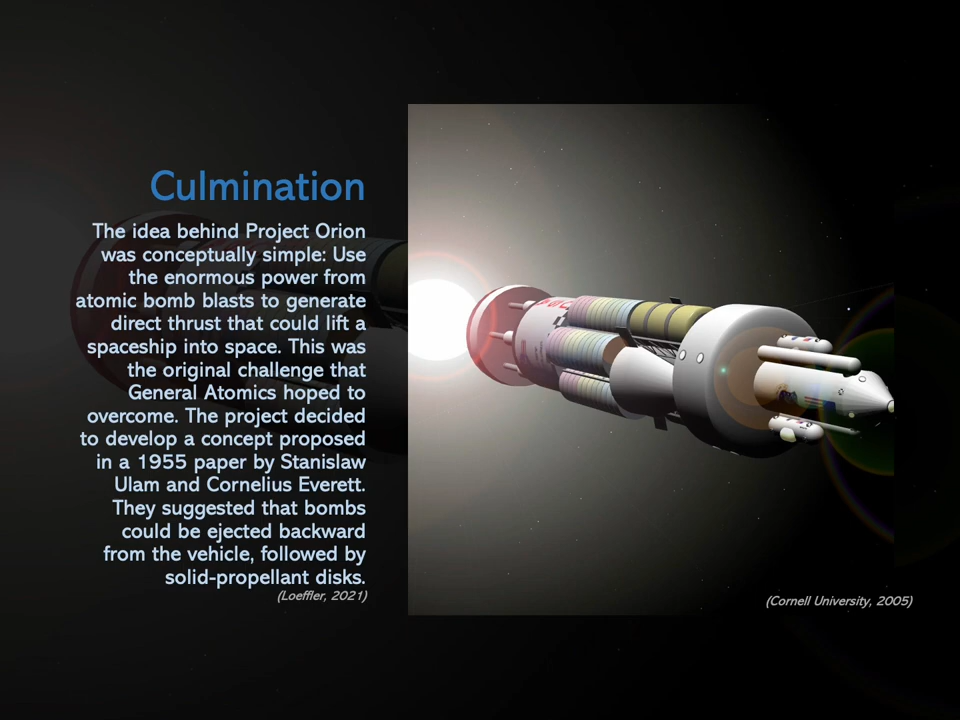 Culmination
The idea behind Project Orion
was conceptually simple: Use
the enormous power from
atomic bomb blasts to generate
direct thrust that could lift a
spaceship into space. This was
the original challenge that
General Atomics hoped to
overcome. The project decided
to develop a concept proposed
in a 1955 paper by Stanislaw
Ulam and Cornelius Everett.
They suggested that bombs
could be ejected backward
from the vehicle, followed by
solid-propellant disks.
(Loeffler, 2021)
(Cornell University, 2005)